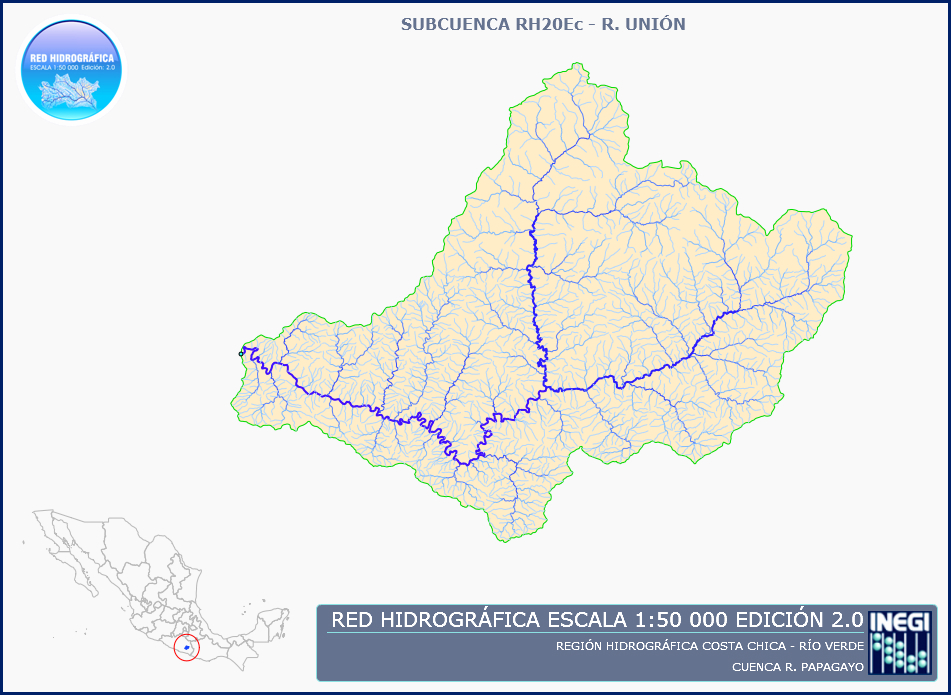 SUBCUENCA RH20Ec - R. UNIÓN
RED HIDROGRÁFICA
ESCALA 1:50 000 Edición: 2.0
RED HIDROGRÁFICA ESCALA 1:50 000 EDICIÓN 2.0
REGIÓN HIDROGRÁFICA COSTA CHICA - RÍO VERDE
CUENCA R. PAPAGAYO
INEGI